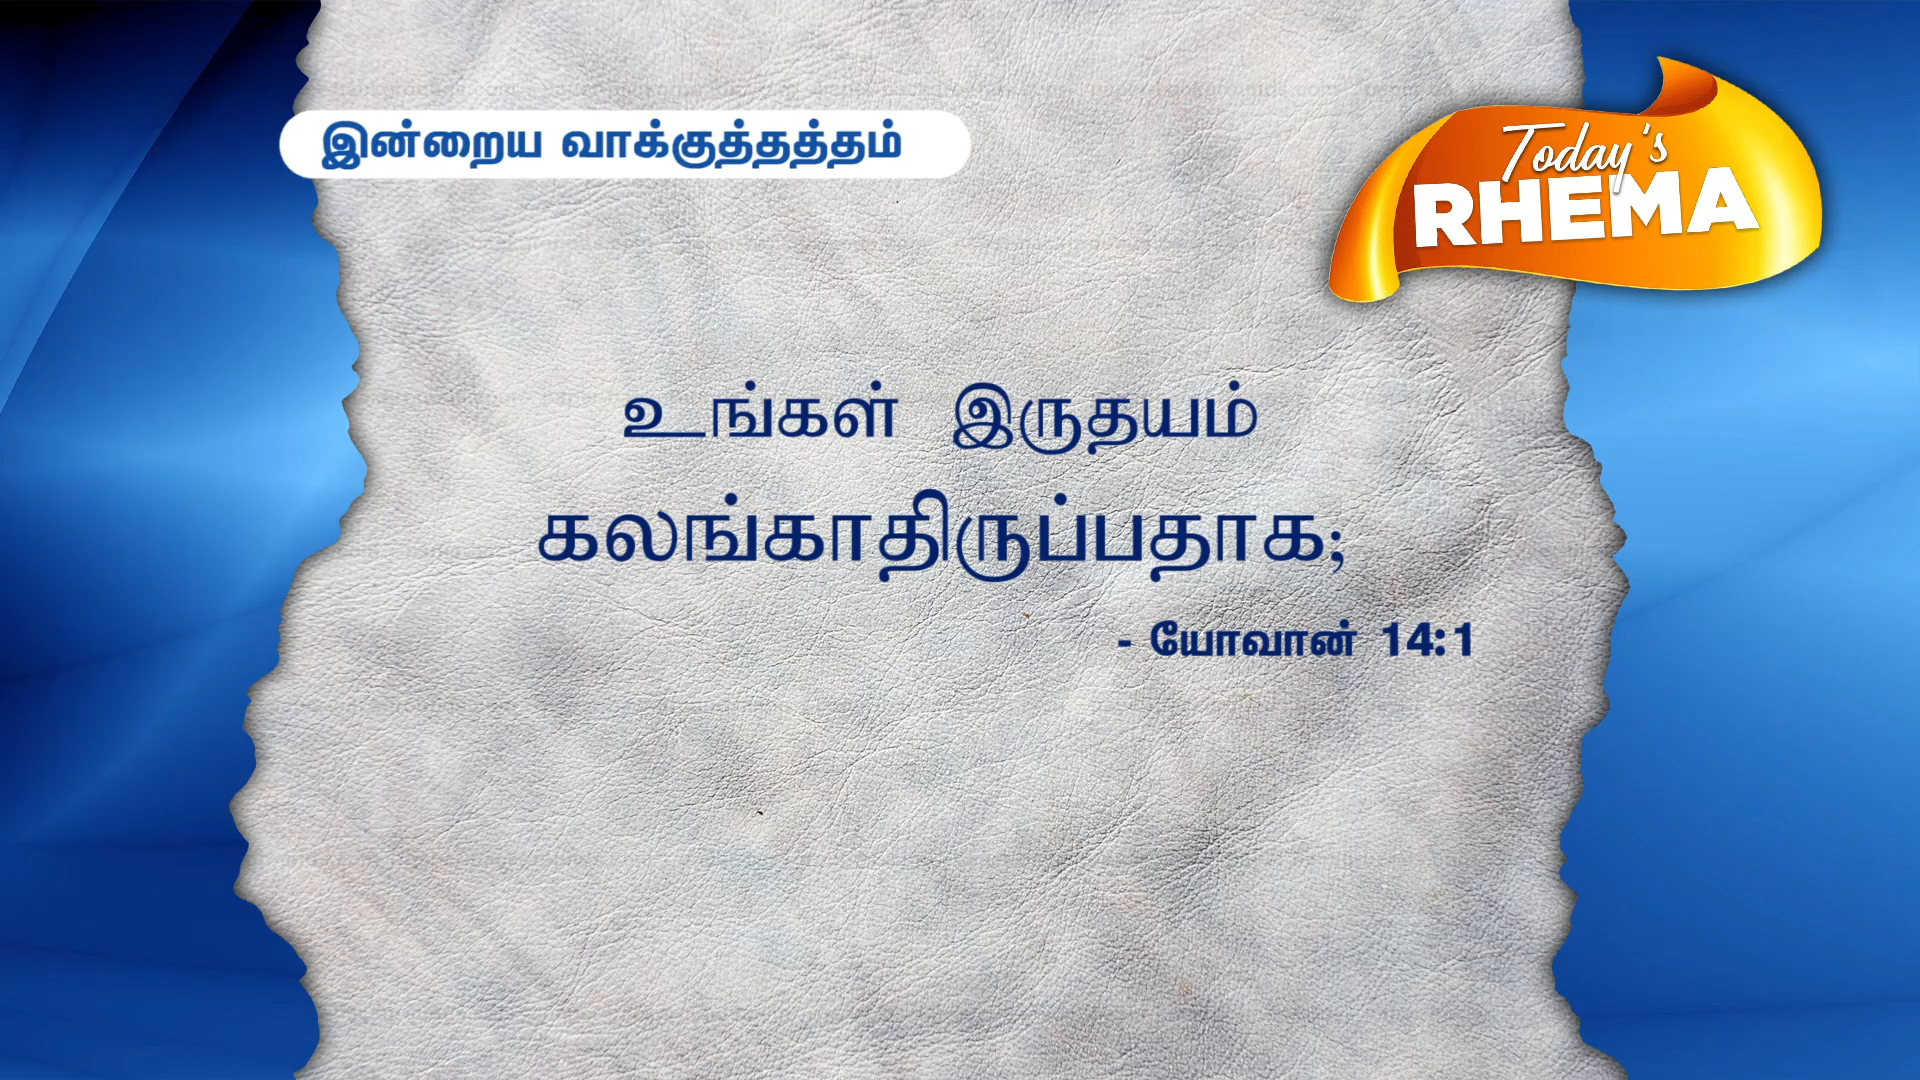 இன்றைய வாக்குத்தத்தம்
Today's
RHEMA
உங்கள் இருதயம்
கலங்காதிருப்பதாக;
- யோவான் 14:1